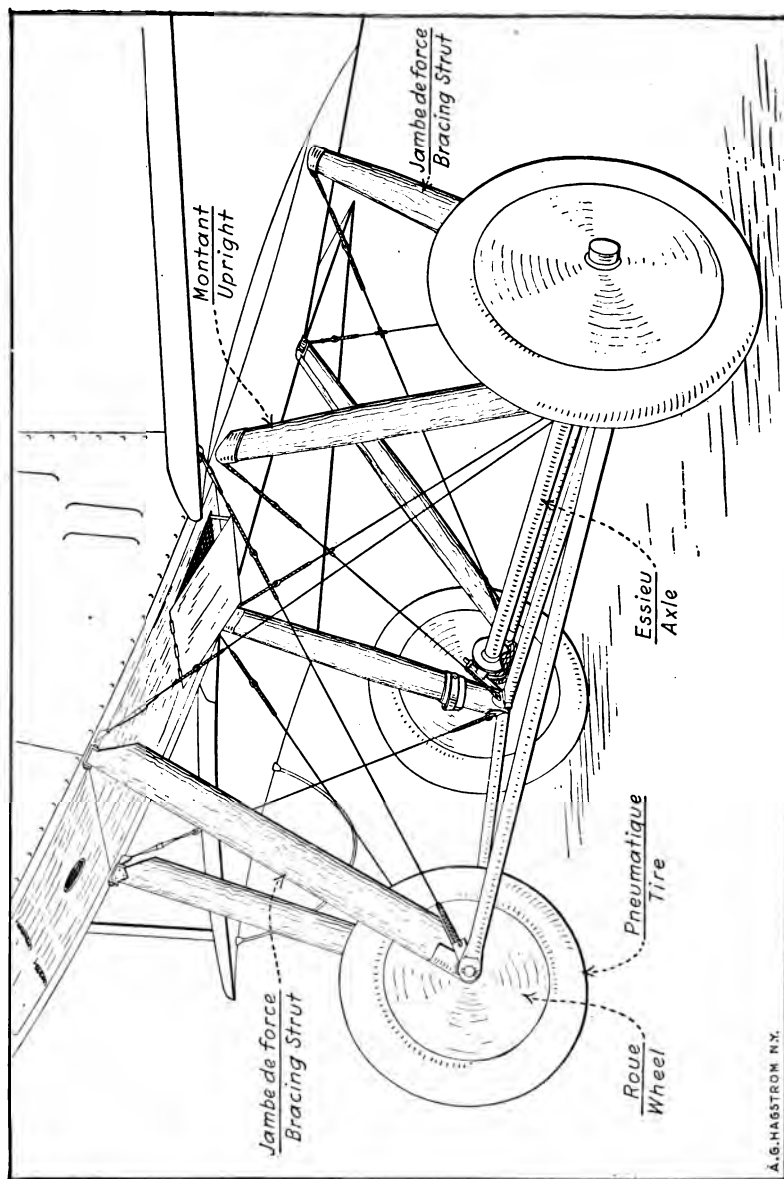 Jambe de force
Bracing Strut
Montant
Upright
Jambe de force
Bracing Strut
Essieu
Axle
Pneumatique
Tire
Roue
Wheel
A.G.HAGSTROM N.Y.